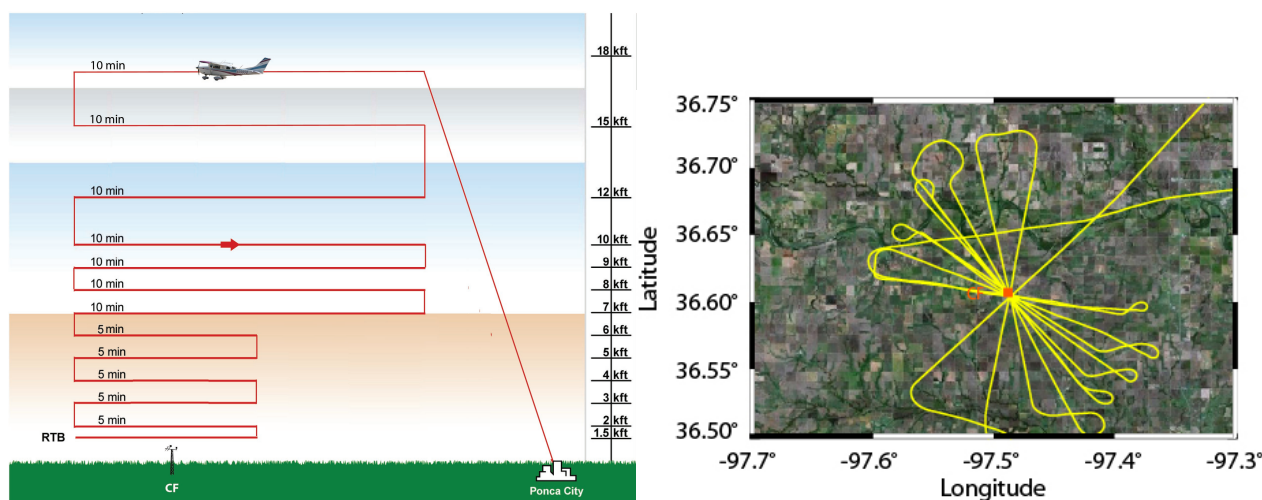 18 kft
10 min
15 kft
10 min
12 kft
10 min
10 kft
10 min
9 kft
10 min
8 kft
10 min
7 kft
10 min
6 kft
5 min
5 kft
5 min
4 kft
5 min
3 kft
5 min
2 kft
5 min
1.5 kft
RTB
CF
Ponca City
36.75°
36.70°
36.65°
36.60°
36.55°
36.50°
Latitude
CF
-97.7
-97.6
-97.5
-97.4
-97.3
Longitude